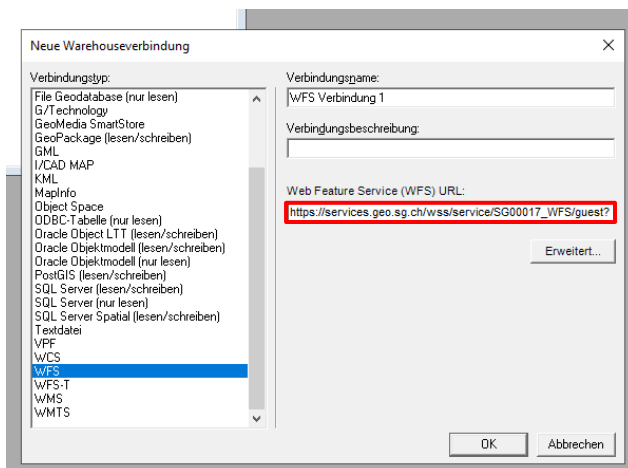 Neue Warehouseverbindung
Verbindungstyp:
File Geodatabase (nur lesen)
G/Technology
GeoMedia SmartStore
GeoPackage (lesen/schreiben)
GML
I/CAD MAP
KML
MapInfo
Object Space
ODBC-Tabelle (nur lesen)
Oracle Object LTT (lesen/schreiben)
Oracle Objektmodell (lesen/schreiben)
Oracle Objektmodell (nur lesen)
PostGIS (lesen/schreiben)
SQL Server (lesen/schreiben)
SQL Server (nur lesen)
SQL Server Spatial (lesen/schreiben)
Textdatei
VPF
WCS
WFS
WFS-T
WMS
WMTS
Verbindungsname:
WFS Verbindung 1
Verbindungsbeschreibung:
Web Feature Service (WFS) URL:
https://services.geo.sg.ch/wss/service/SG00017_WFS/guest?
Erweitert...
OK
Abbrechen